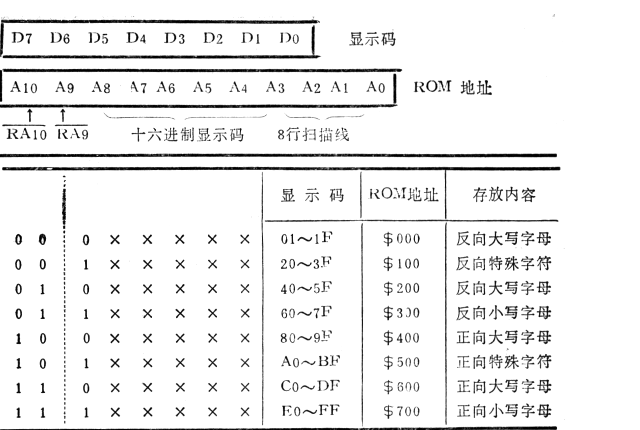 D7 D6 D5 D4 D3 D2 D1 D0 显示码
A10 A9 A8 A7 A6 A5 A4 A3 A2 A1 A0 ROM 地址
↑ ↑
RA10 RA9 十六进制显示码 8行扫描线
显示码 ROM地址 存放内容
0 0 0 × × × × × 01～1F $000 反向大写字母
0 0 1 × × × × × 20～3F $100 反向特殊字符
0 1 0 × × × × × 40～5F $200 反向大写字母
0 1 1 × × × × × 60～7F $300 反向小写字母
1 0 0 × × × × × 80～9F $400 正向大写字母
1 0 1 × × × × × A0～BF $500 正向特殊字符
1 1 0 × × × × × C0～DF $600 正向大写字母
1 1 1 × × × × × E0～FF $700 正向小写字母